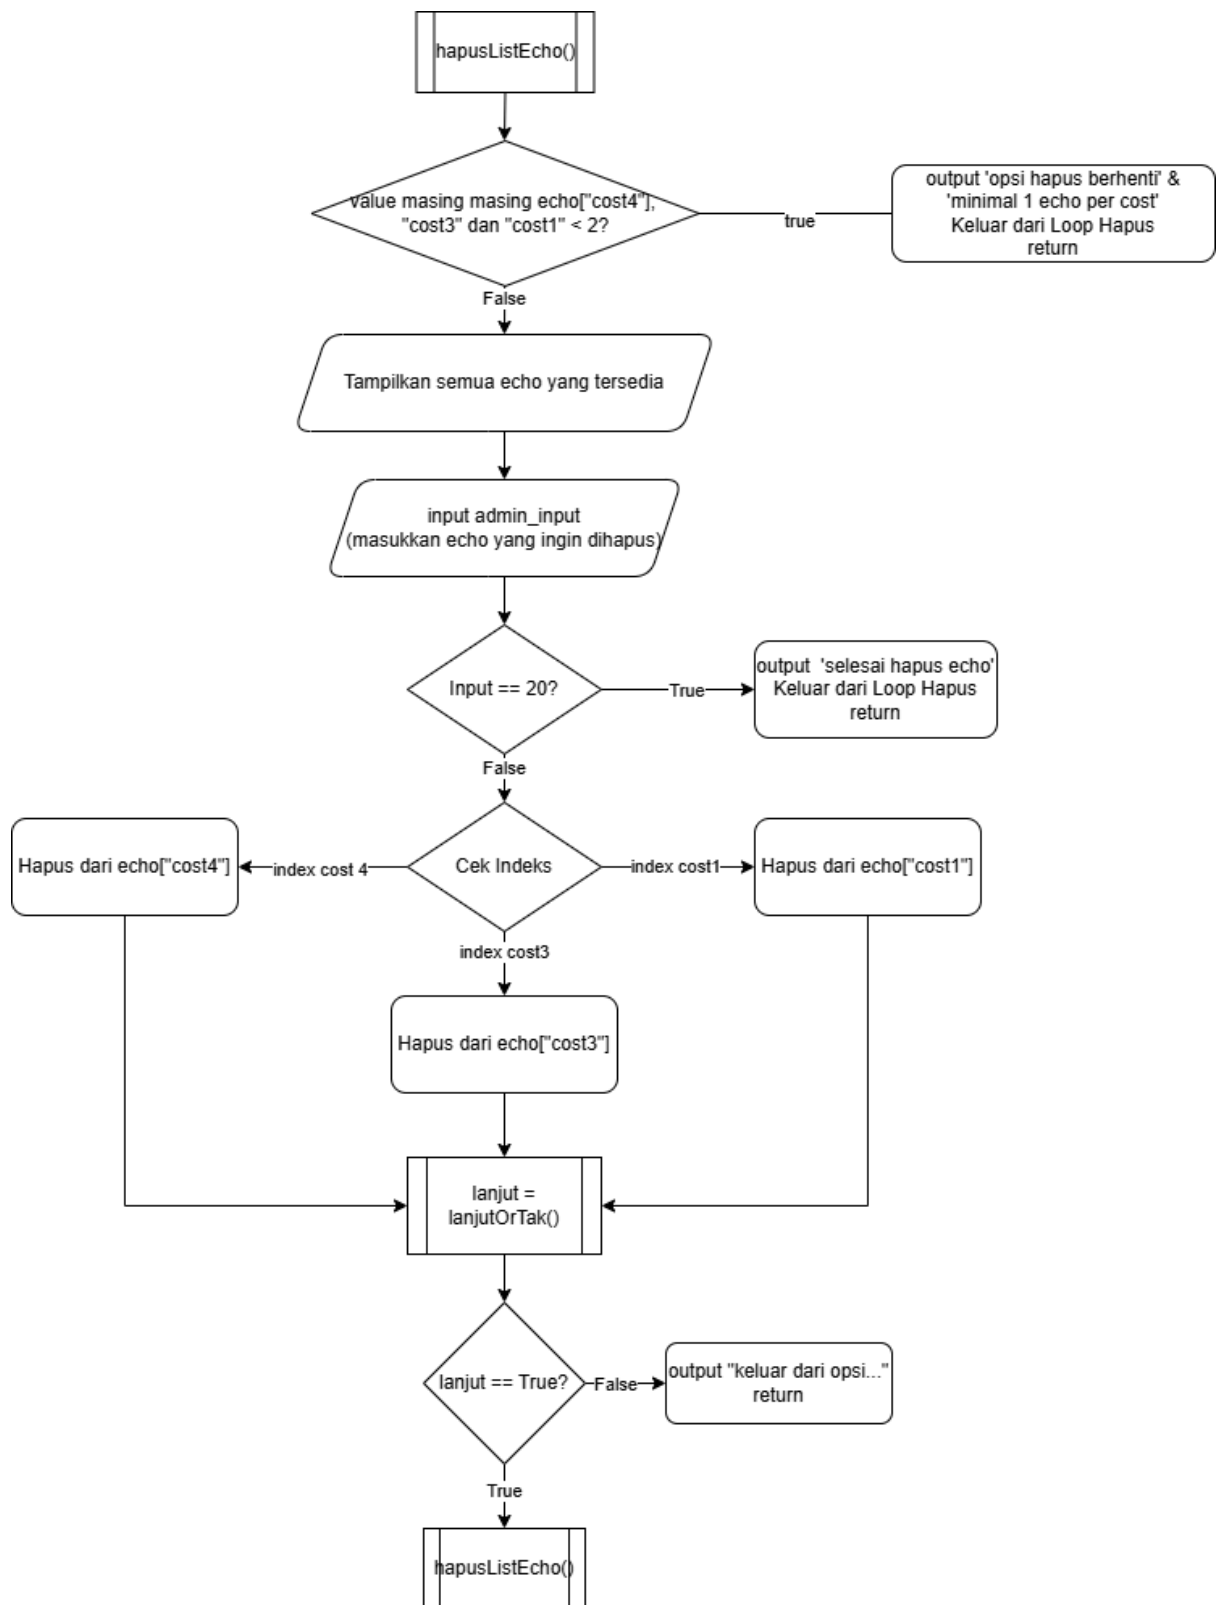 hapusListEcho()
value masing masing echo["cost4"],
"cost3" dan "cost1" < 2?
true
output 'opsi hapus berhenti' &
'minimal 1 echo per cost'
Keluar dari Loop Hapus
return
False
Tampilkan semua echo yang tersedia
input admin_input
(masukkan echo yang ingin dihapus)
Input == 20?
True
output  'selesai hapus echo'
Keluar dari Loop Hapus
return
False
Hapus dari echo["cost4"]
index cost 4
Cek Indeks
index cost1
Hapus dari echo["cost1"]
index cost3
Hapus dari echo["cost3"]
lanjut =
lanjutOrTak()
lanjut == True?
False
output "keluar dari opsi..."
return
True
hapusListEcho()